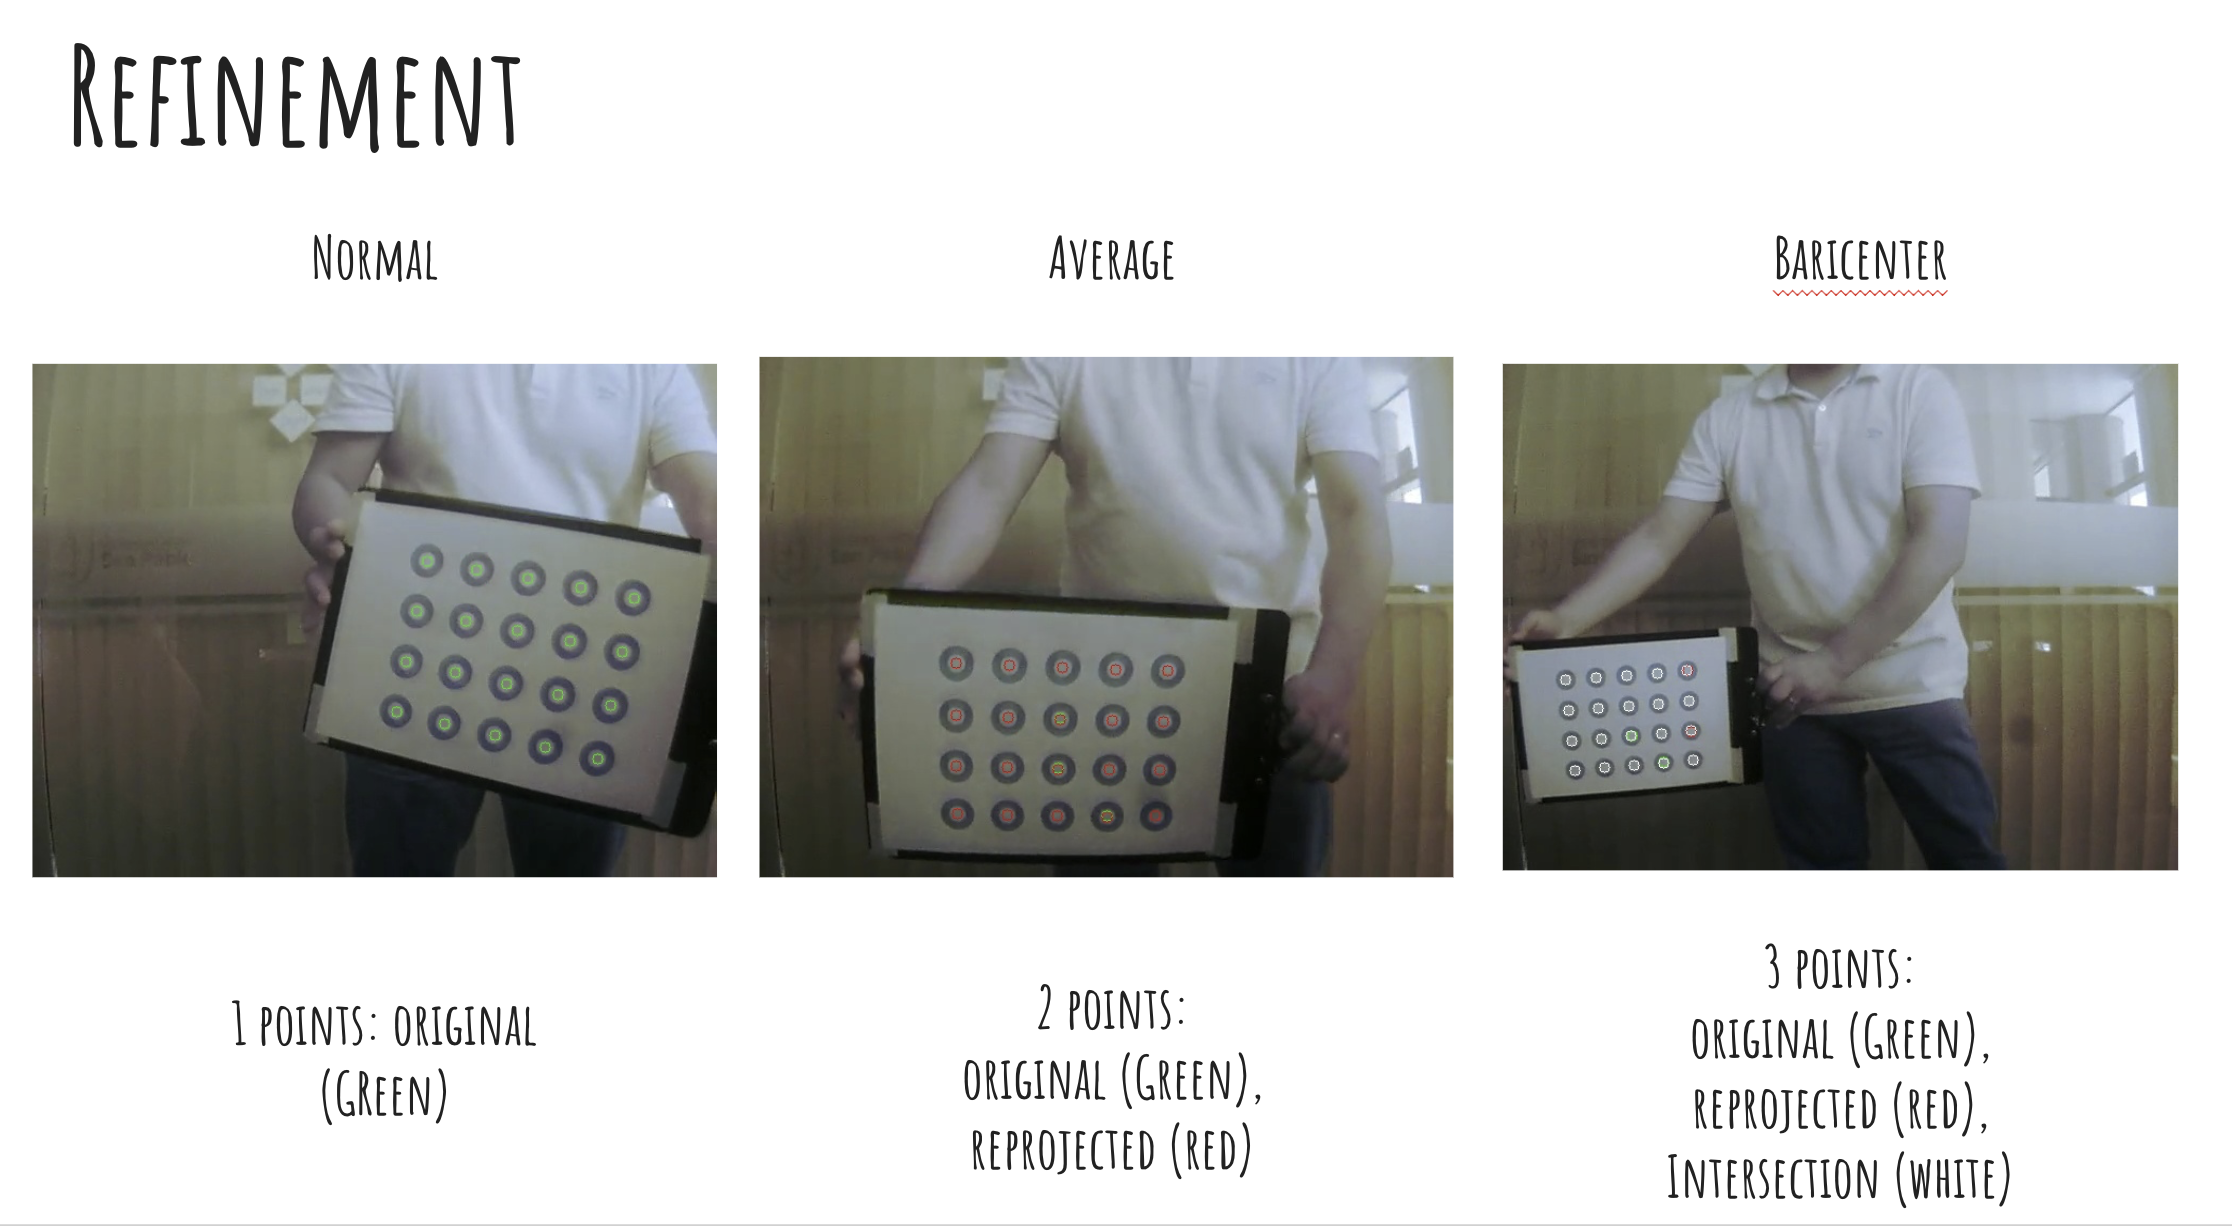 Refinement
Normal
Average
Baricenter
1 points: original
(Green)
2 points:
original (Green),
reprojected (red)
3 points:
original (Green),
reprojected (red),
Intersection (white)